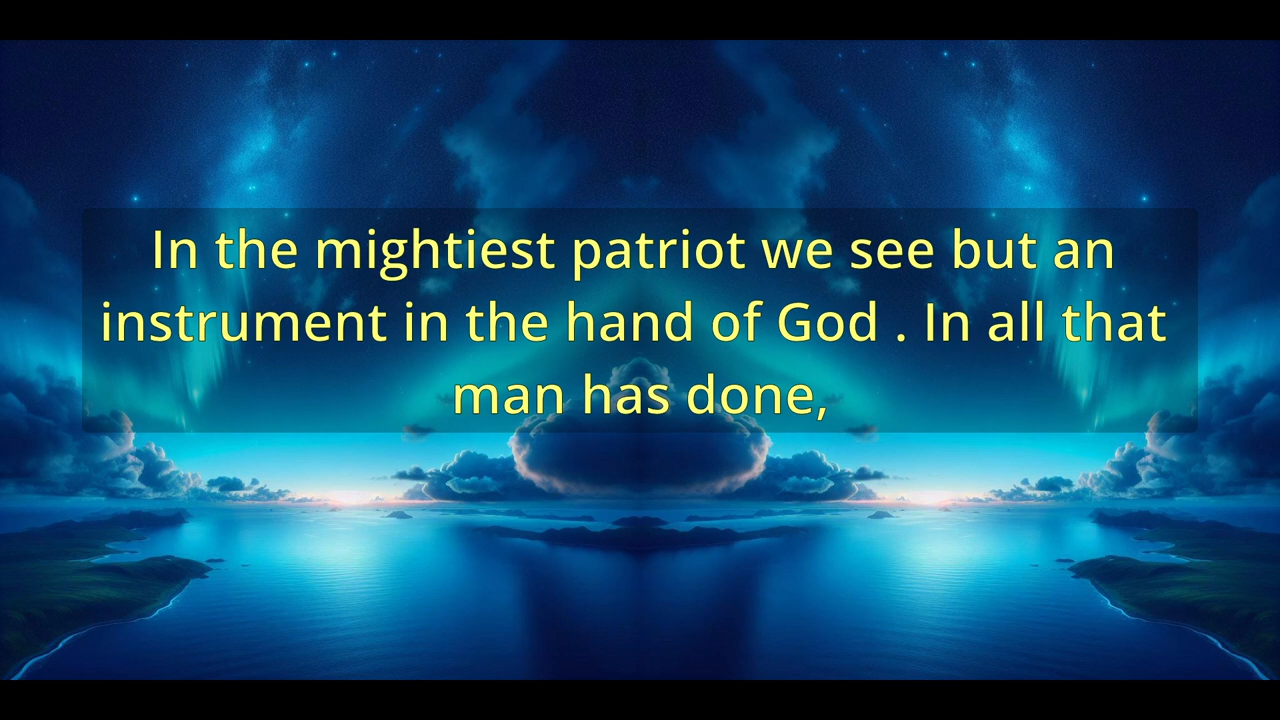 In the mightiest patriot we see but an
instrument in the hand of God . In all that
man has done,